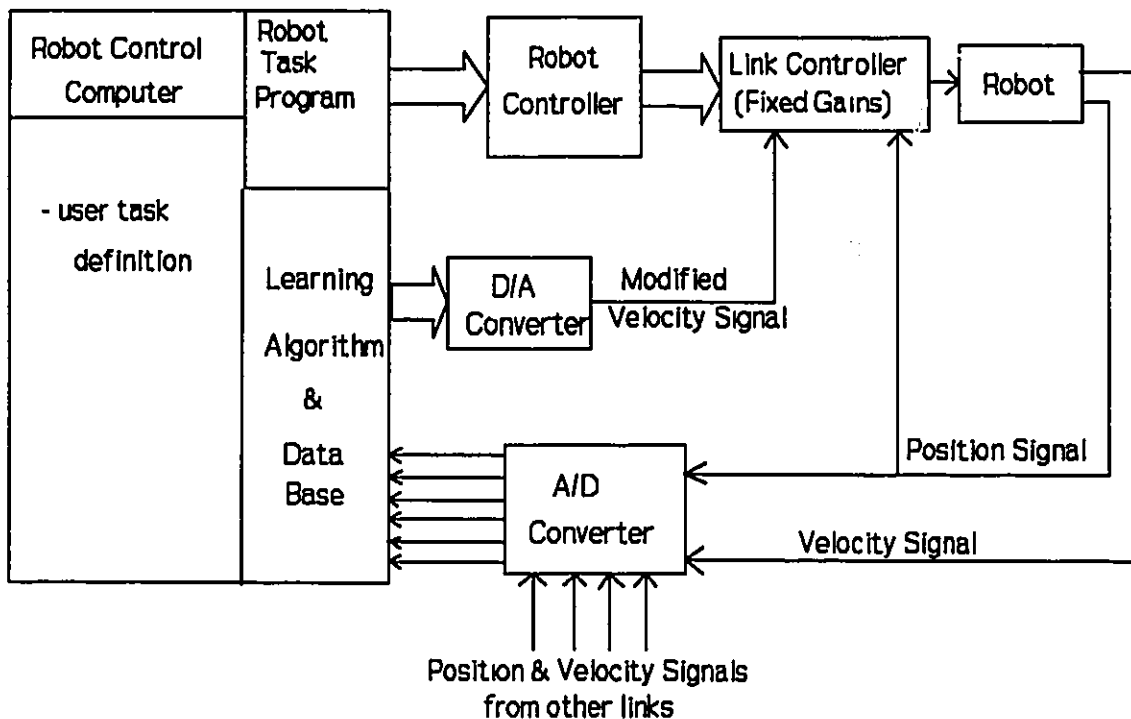 Robot Control
Computer
- user task
definition
Robot
Task
Program
Learning
Algorithm
&
Data
Base
Robot
Controller
Link Controller
(Fixed Gains)
Robot
D/A
Converter
Modified
Velocity Signal
A/D
Converter
Position Signal
Velocity Signal
Position & Velocity Signals
from other links